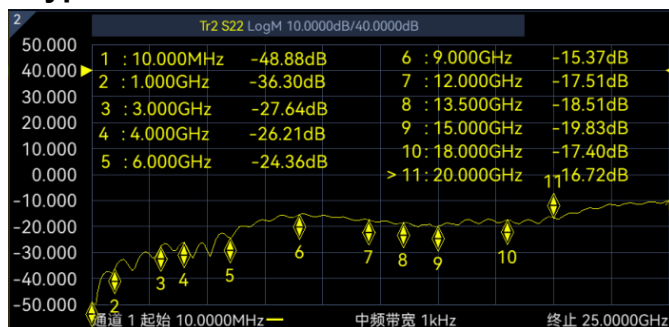 2
Tr2 S22 LogM 10.0000dB/40.0000dB
50.000
40.000
30.000
20.000
10.000
0.000
-10.000
-20.000
-30.000
-40.000
-50.000
1 : 10.000MHz -48.88dB
2 : 1.000GHz -36.30dB
3 : 3.000GHz -27.64dB
4 : 4.000GHz -26.21dB
5 : 6.000GHz -24.36dB
6 : 9.000GHz -15.37dB
7 : 12.000GHz -17.51dB
8 : 13.500GHz -18.51dB
9 : 15.000GHz -19.83dB
10: 18.000GHz -17.40dB
> 11: 20.000GHz -16.72dB
2
3
4
5
6
7
8
9
10
11
通道 1 起始 10.0000MHz
中频带宽 1kHz
终止 25.0000GHz